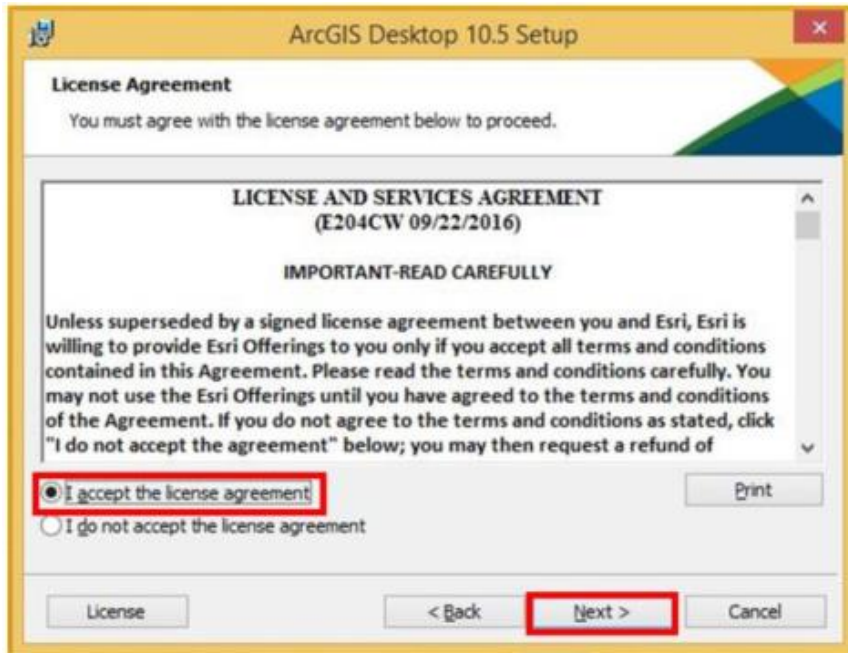 ArcGIS Desktop 10.5 Setup
License Agreement
You must agree with the license agreement below to proceed.
LICENSE AND SERVICES AGREEMENT
(E204CW 09/22/2016)
IMPORTANT-READ CAREFULLY
Unless superseded by a signed license agreement between you and Esri, Esri is
willing to provide Esri Offerings to you only if you accept all terms and conditions
contained in this Agreement. Please read the terms and conditions carefully. You
may not use the Esri Offerings until you have agreed to the terms and conditions
of the Agreement. If you do not agree to the terms and conditions as stated, click
"I do not accept the agreement" below; you may then request a refund of
I accept the license agreement
Print
I do not accept the license agreement
License
< Back
Next >
Cancel